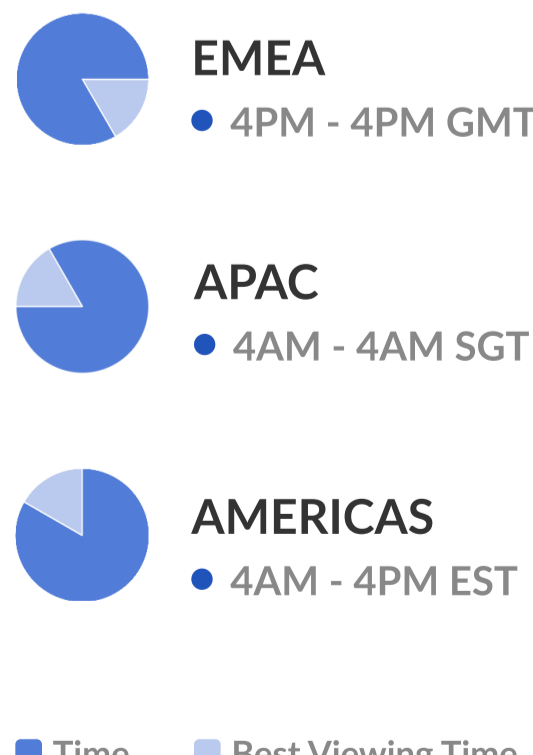 EMEA
4PM - 4PM GMT
APAC
4AM - 4AM SGT
AMERICAS
4AM - 4PM EST
Time
Best Viewing Time